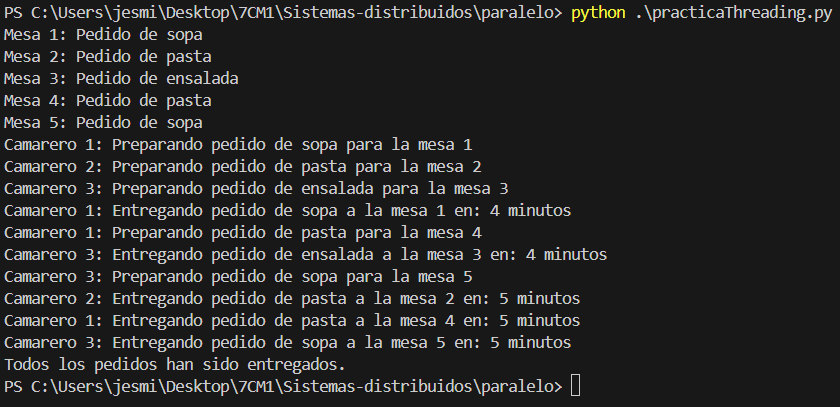 PS C:\Users\jesmi\Desktop\7CM1\Sistemas-distribuidos\paralelo> python .\practicaThreading.py
Mesa 1: Pedido de sopa
Mesa 2: Pedido de pasta
Mesa 3: Pedido de ensalada
Mesa 4: Pedido de pasta
Mesa 5: Pedido de sopa
Camarero 1: Preparando pedido de sopa para la mesa 1
Camarero 2: Preparando pedido de pasta para la mesa 2
Camarero 3: Preparando pedido de ensalada para la mesa 3
Camarero 1: Entregando pedido de sopa a la mesa 1 en: 4 minutos
Camarero 1: Preparando pedido de pasta para la mesa 4
Camarero 3: Entregando pedido de ensalada a la mesa 3 en: 4 minutos
Camarero 3: Preparando pedido de sopa para la mesa 5
Camarero 2: Entregando pedido de pasta a la mesa 2 en: 5 minutos
Camarero 1: Entregando pedido de pasta a la mesa 4 en: 5 minutos
Camarero 3: Entregando pedido de sopa a la mesa 5 en: 5 minutos
Todos los pedidos han sido entregados.
PS C:\Users\jesmi\Desktop\7CM1\Sistemas-distribuidos\paralelo>